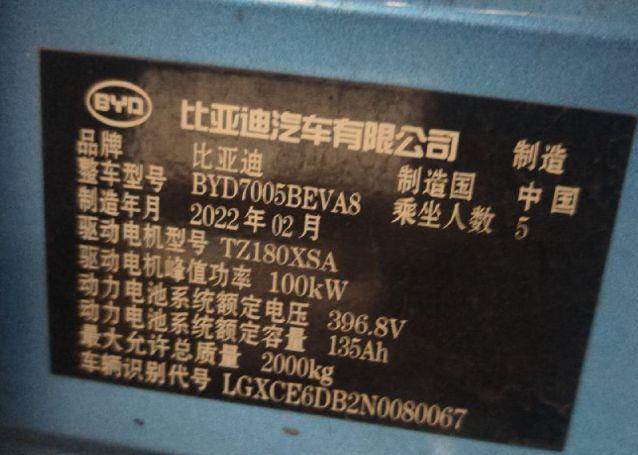 BYD 比亚迪汽车有限公司 制造
品牌 比亚迪 制造国 中国
整车型号 BYD7005BEVA8 乘坐人数 5
制造年月 2022年02月
驱动电机型号 TZ180XSA
驱动电机峰值功率 100kW
动力电池系统额定电压 396.8V
动力电池系统额定容量 135Ah
最大允许总质量 2000kg
车辆识别代号 LGXCE6DB2N0080067